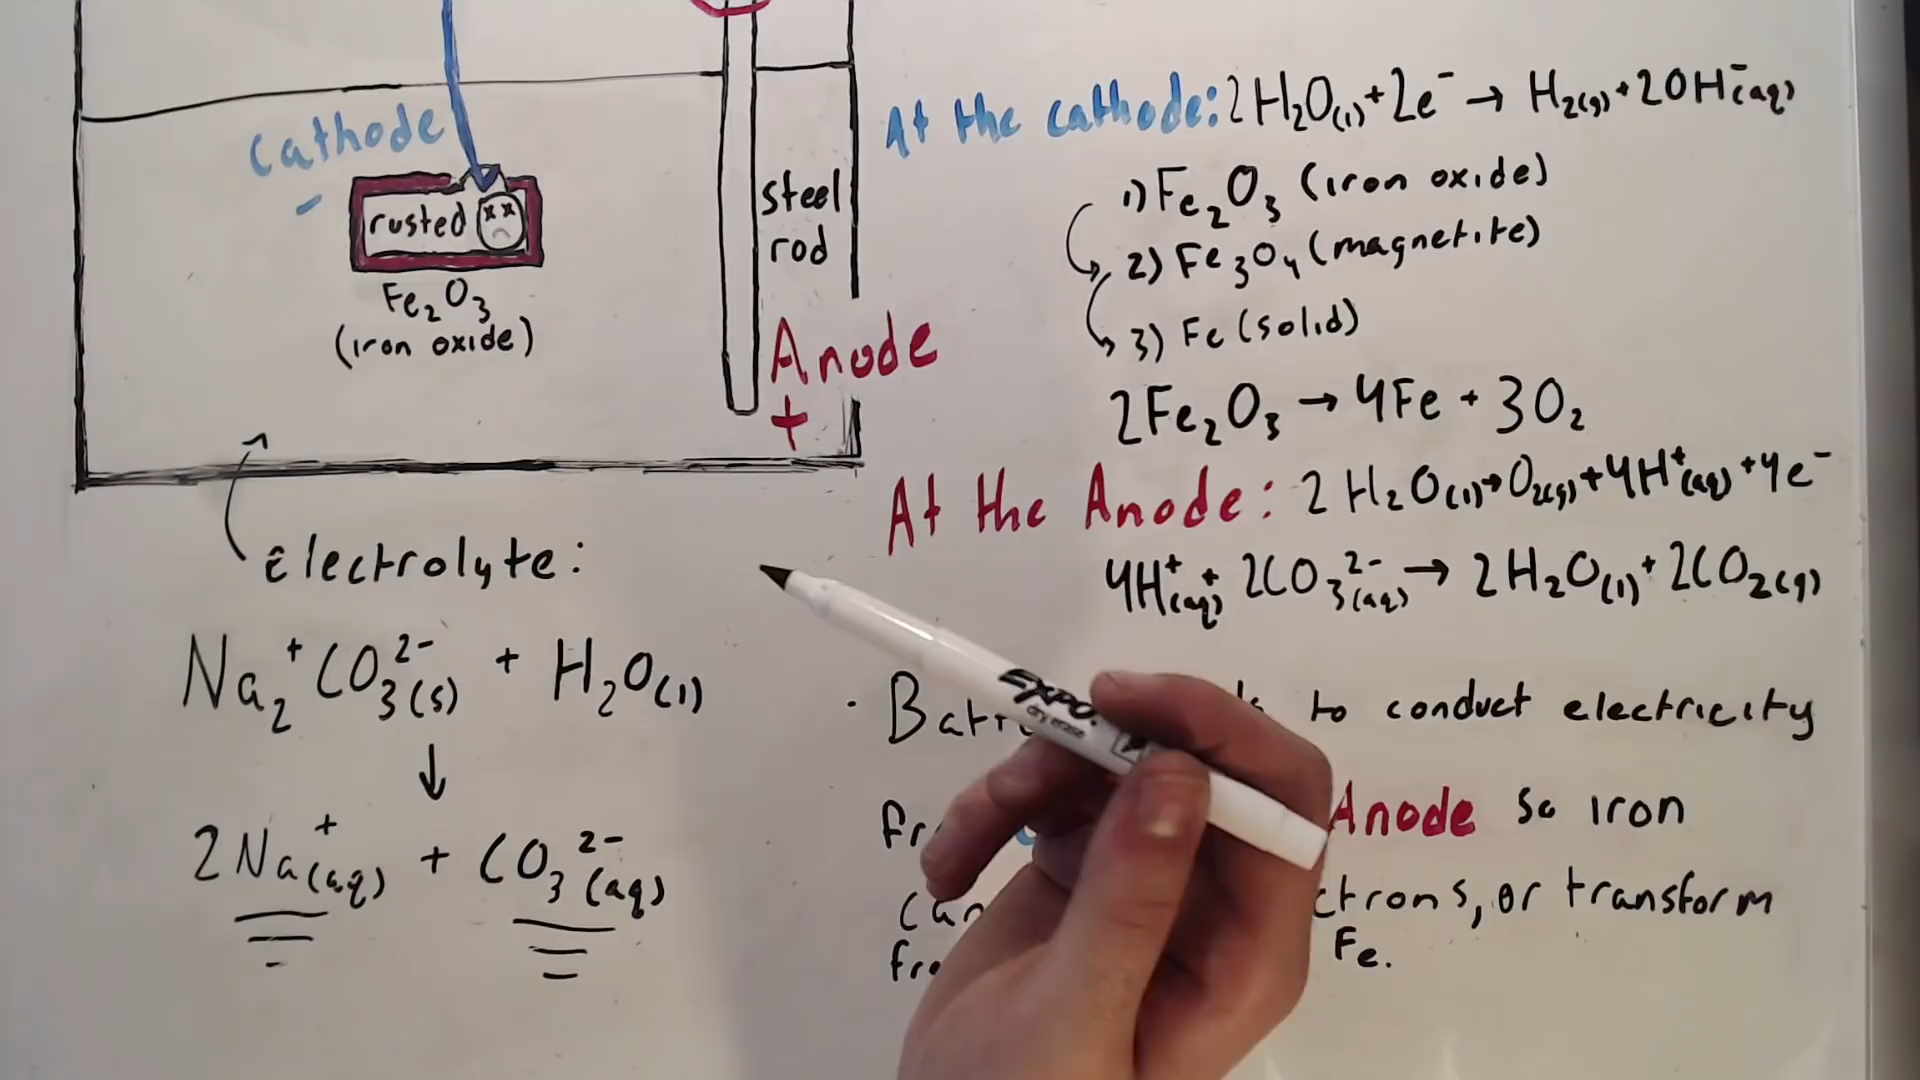 cathode
-
rusted
Fe₂O₃
(iron oxide)
steel
rod
Anode
+
electrolyte:
Na₂⁺CO₃²⁻(s) + H₂O(l)
↓
2Na⁺(aq) + CO₃²⁻(aq)
At the cathode: 2H₂O(l) + 2e⁻ → H₂(g) + 2OH⁻(aq)
1) Fe₂O₃ (iron oxide)
2) Fe₃O₄ (magnetite)
3) Fe (solid)
2Fe₂O₃ → 4Fe + 3O₂
At the Anode: 2H₂O(l) → O₂(g) + 4H⁺(aq) + 4e⁻
4H⁺(aq) + 2CO₃²⁻(aq) → 2H₂O(l) + 2CO₂(g)
• to conduct electricity
Anode so iron
or transform
Fe.
EXPO.
dry erase